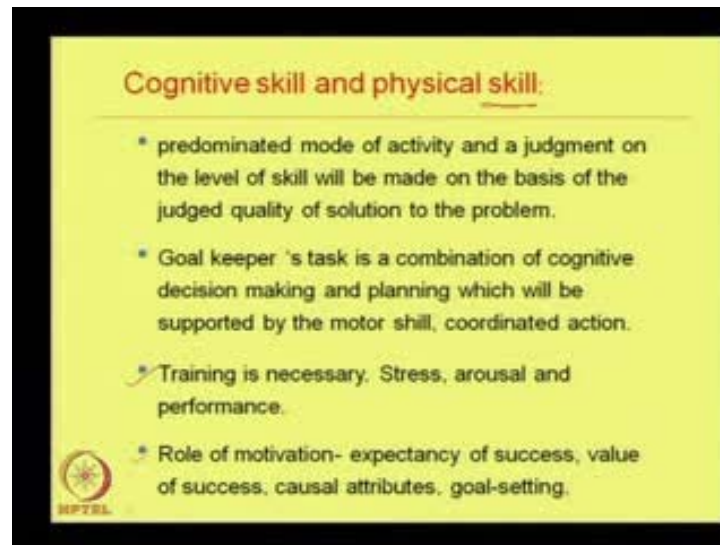 Cognitive skill and physical skill:
• predominated mode of activity and a judgment on
the level of skill will be made on the basis of the
judged quality of solution to the problem.
• Goal keeper 's task is a combination of cognitive
decision making and planning which will be
supported by the motor shill, coordinated action.
• Training is necessary. Stress, arousal and
performance.
• Role of motivation- expectancy of success, value
of success, causal attributes, goal-setting.
NPTEL